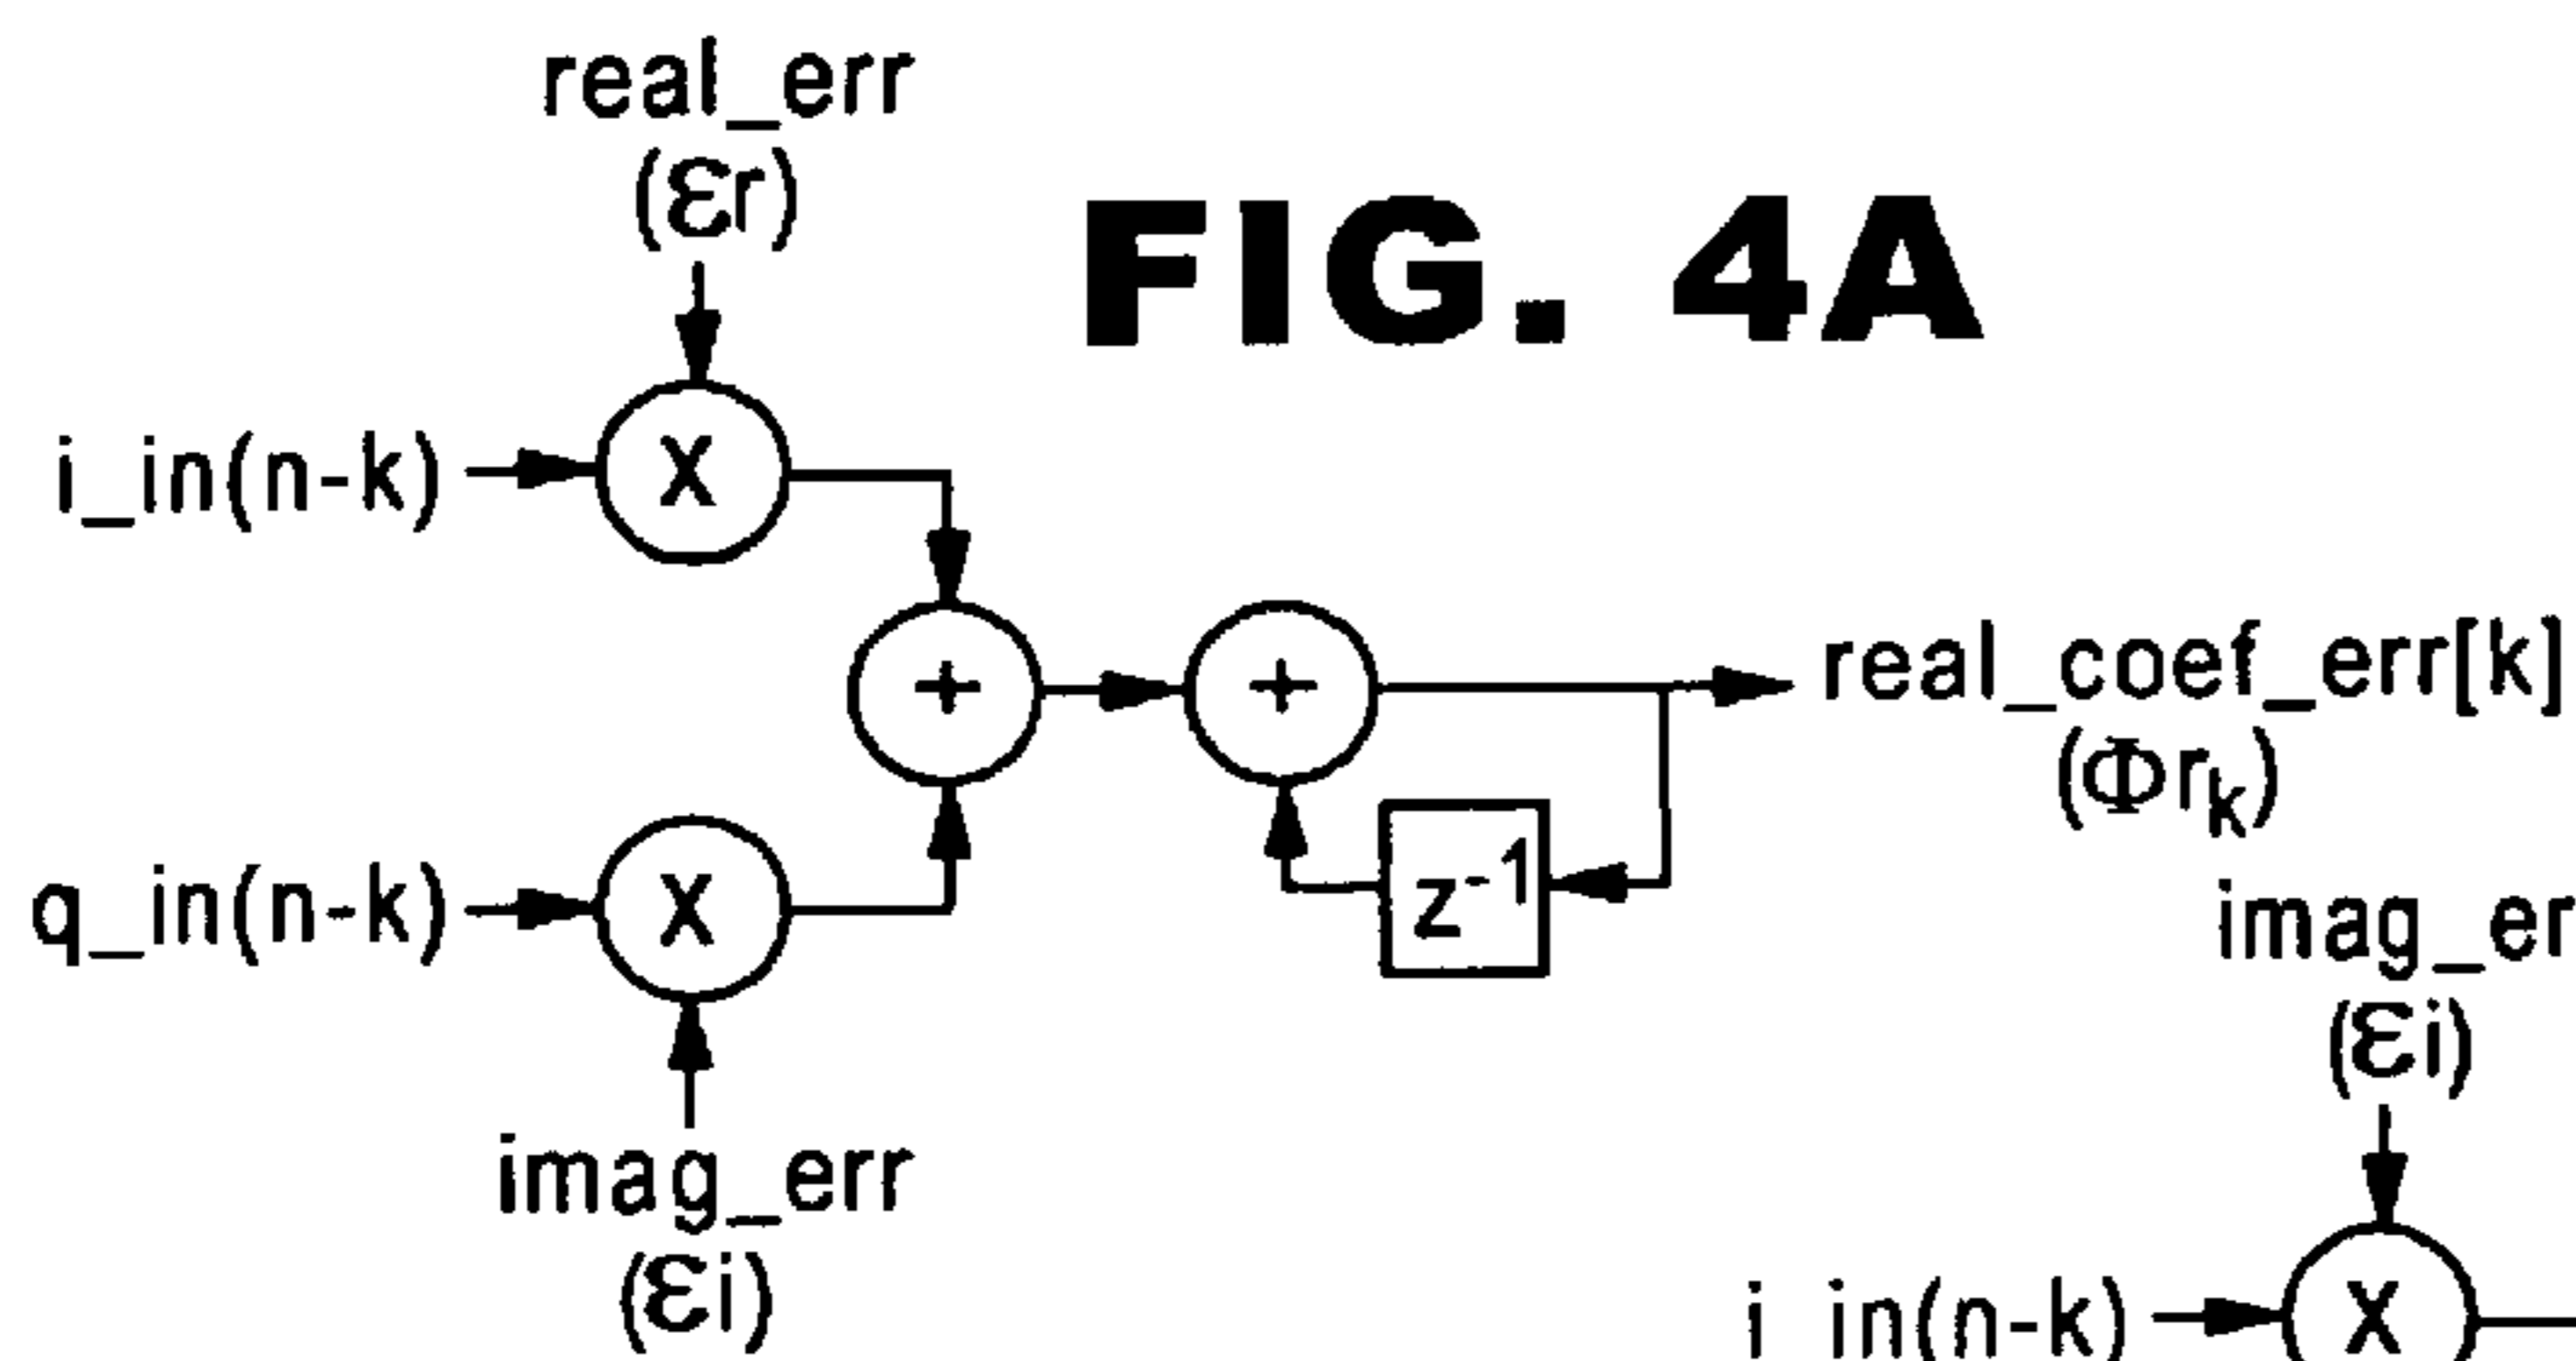 real_err
(εr)
FIG. 4A
i_in(n-k)
X
+
+
real_coef_err[k]
(Φr_k)
q_in(n-k)
X
z^-1
imag_err
(εi)
imag_er
(εi)
i_in(n-k)
X